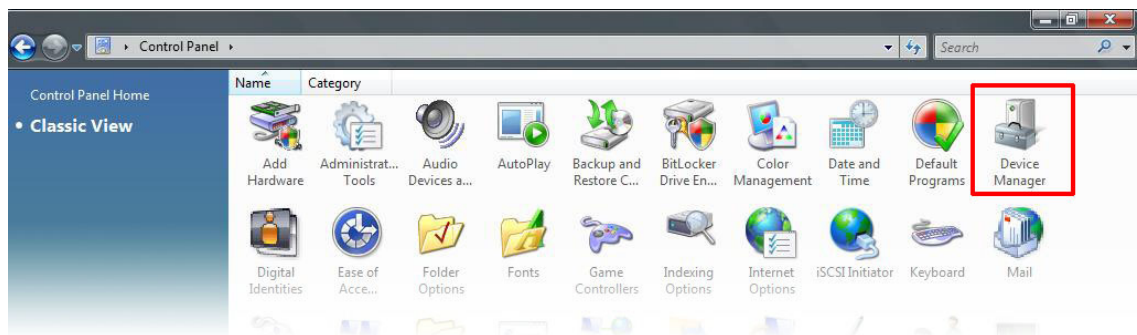 Control Panel
Search
Name Category
Control Panel Home
• Classic View
Add Hardware
Administrat... Tools
Audio Devices a...
AutoPlay
Backup and Restore C...
BitLocker Drive En...
Color Management
Date and Time
Default Programs
Device Manager
Digital Identities
Ease of Acce...
Folder Options
Fonts
Game Controllers
Indexing Options
Internet Options
iSCSI Initiator
Keyboard
Mail